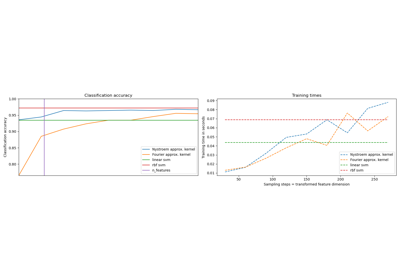 Classification accuracy
1.00
0.95
0.90
0.85
0.80
Classification accuracy
Nystroem approx. kernel
Fourier approx. kernel
linear svm
rbf svm
n_features
Training times
0.09
0.08
0.07
0.06
0.05
0.04
0.03
0.02
0.01
Training time in seconds
Nystroem approx. kernel
Fourier approx. kernel
linear svm
rbf svm
50
100
150
200
250
Sampling steps = transformed feature dimension